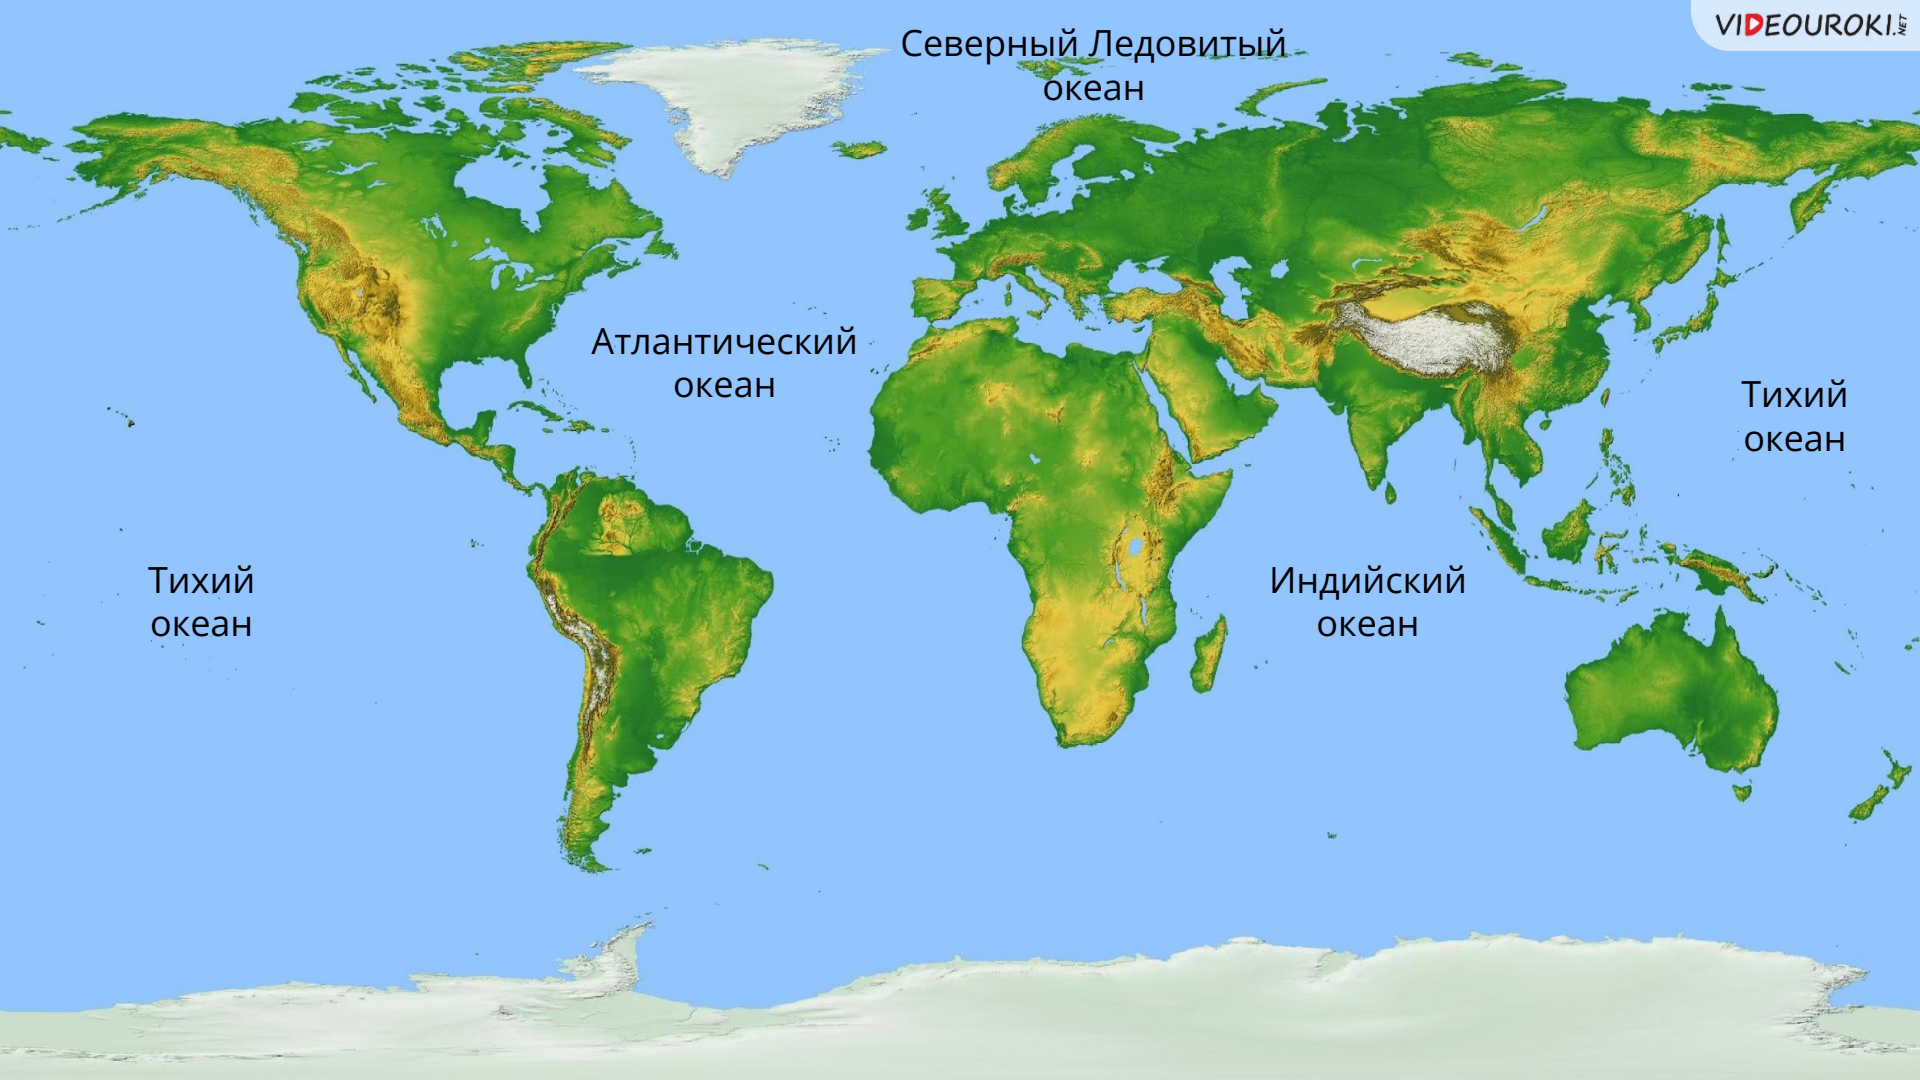 VIDEOUROKI.NET
Северный Ледовитый
океан
Атлантический
океан
Тихий
океан
Тихий
океан
Индийский
океан